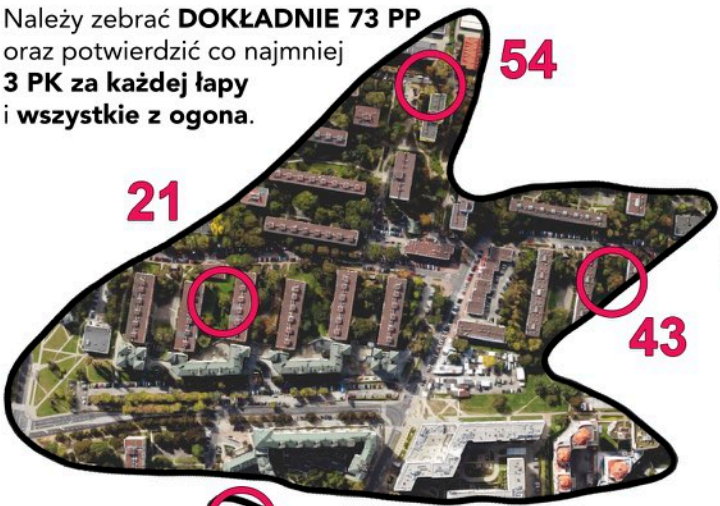 Należy zebrać DOKŁADNIE 73 PP
oraz potwierdzić co najmniej
3 PK za każdej łapy
i wszystkie z ogona.
54
21
43